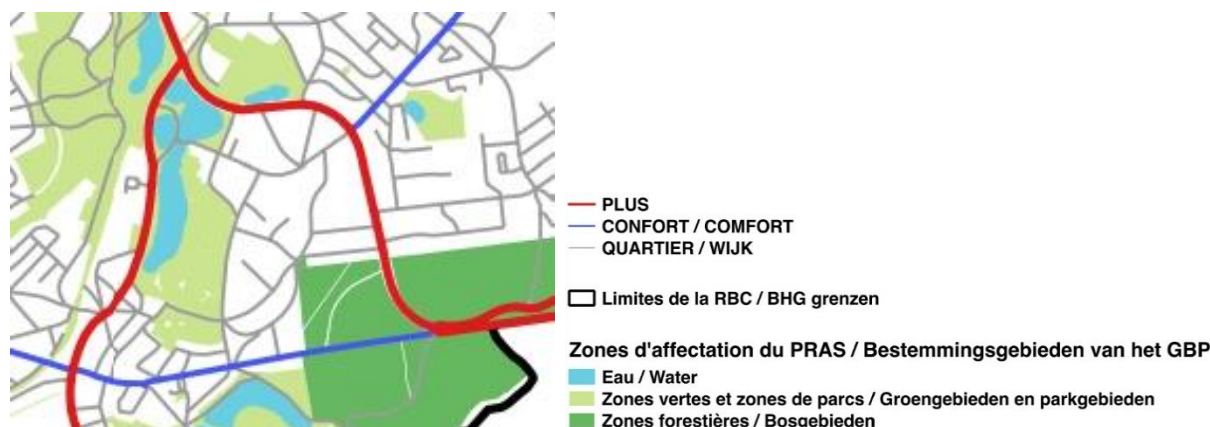 PLUS
CONFORT / COMFORT
QUARTIER / WIJK
Limites de la RBC / BHG grenzen
Zones d'affectation du PRAS / Bestemmingsgebieden van het GBP
Eau / Water
Zones vertes et zones de parcs / Groengebieden en parkgebieden
Zones forestières / Bosgebieden